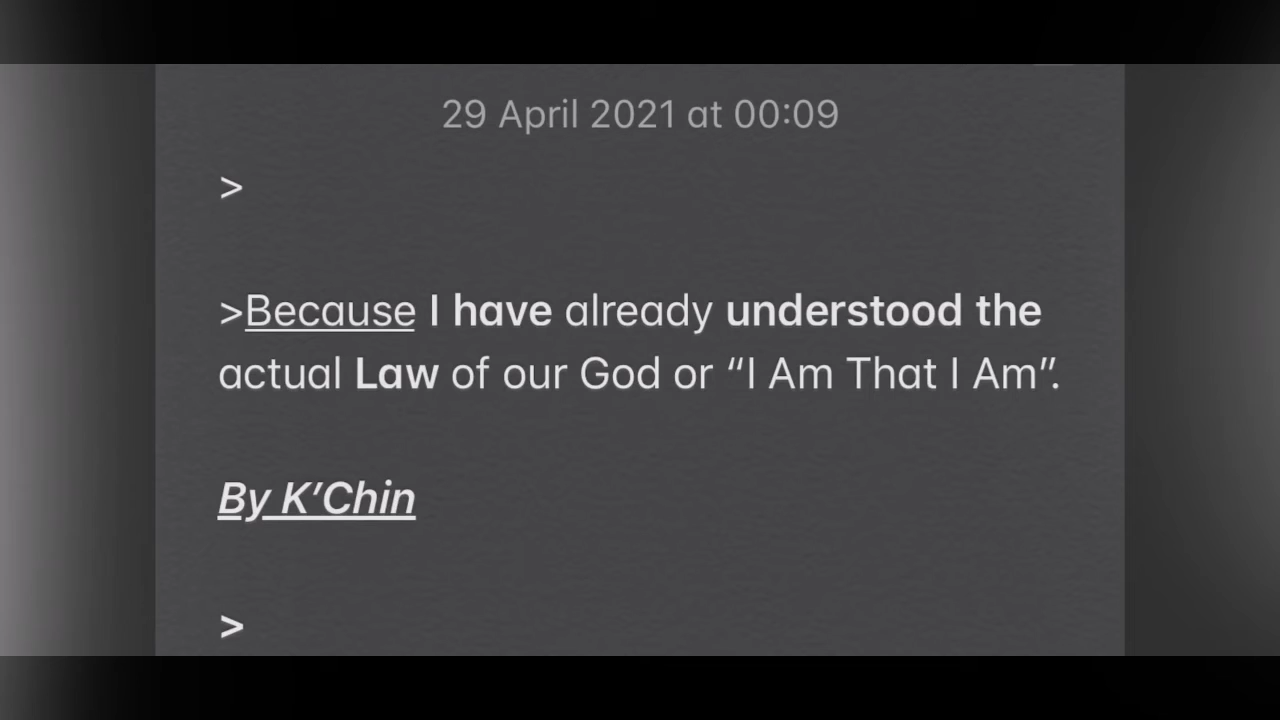 29 April 2021 at 00:09
>
>Because I have already understood the
actual Law of our God or “I Am That I Am”.
By K’Chin
>